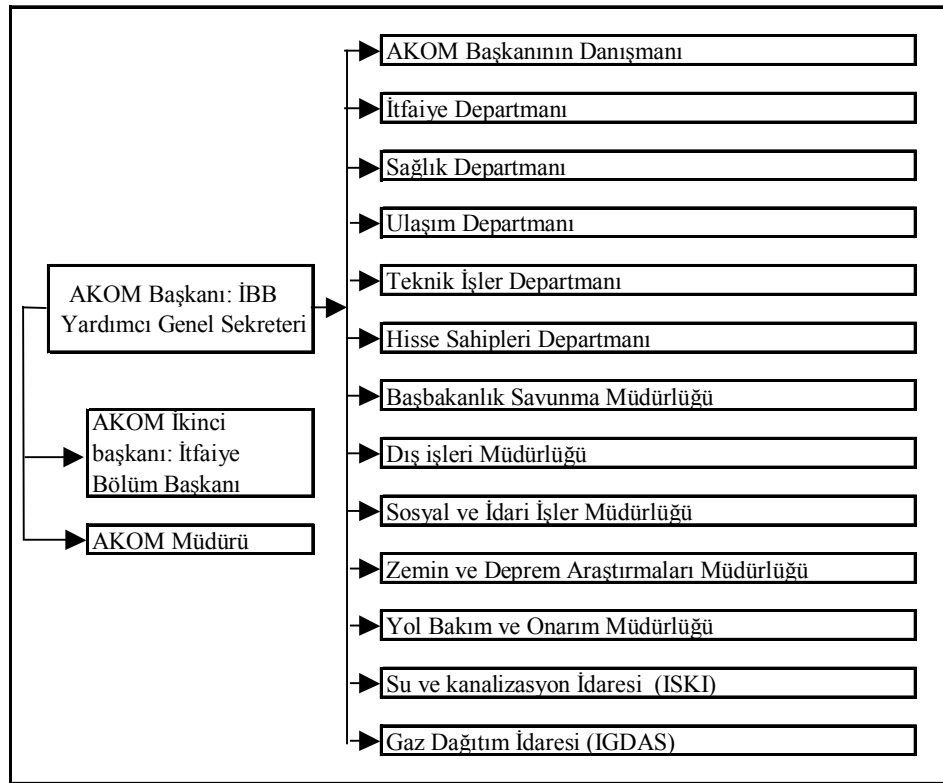 AKOM Başkanı: İBB
Yardımcı Genel Sekreteri
AKOM İkinci
başkanı: İtfaiye
Bölüm Başkanı
AKOM Müdürü
AKOM Başkanının Danışmanı
İtfaiye Departmanı
Sağlık Departmanı
Ulaşım Departmanı
Teknik İşler Departmanı
Hisse Sahipleri Departmanı
Başbakanlık Savunma Müdürlüğü
Dış işleri Müdürlüğü
Sosyal ve İdari İşler Müdürlüğü
Zemin ve Deprem Araştırmaları Müdürlüğü
Yol Bakım ve Onarım Müdürlüğü
Su ve kanalizasyon İdaresi (ISKI)
Gaz Dağıtım İdaresi (IGDAS)